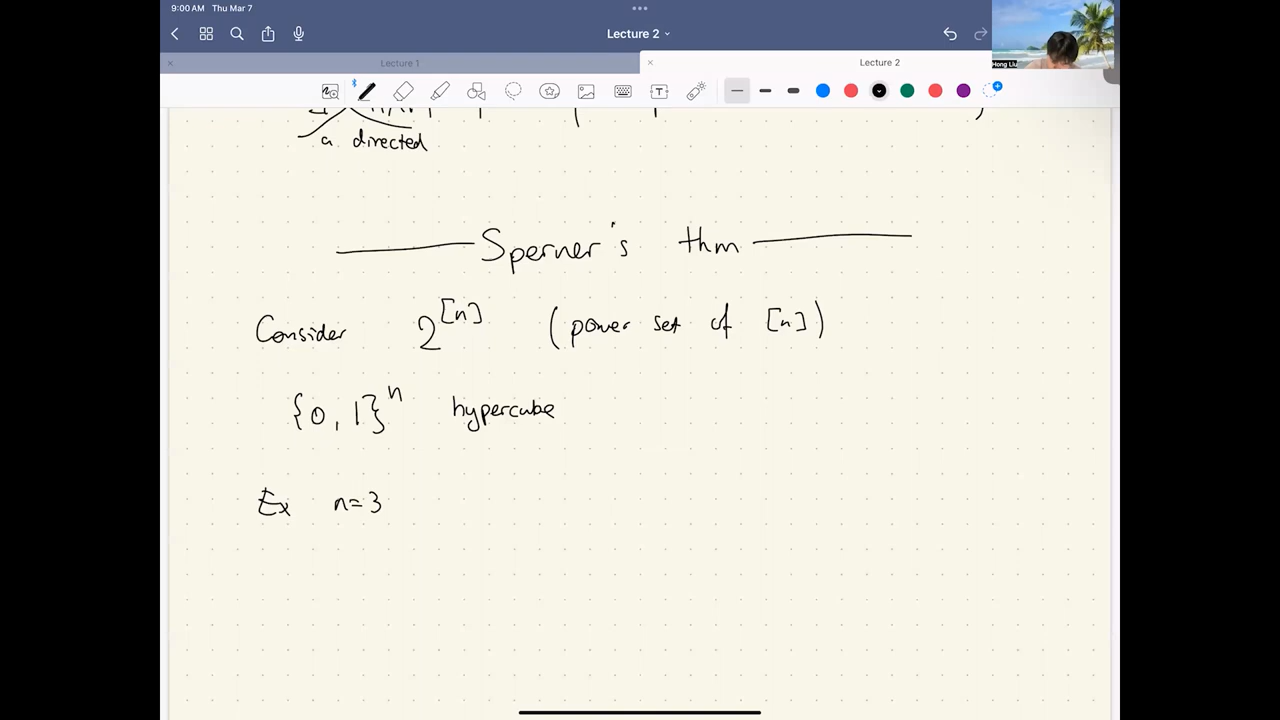 9:00 AM Thu Mar 7
Lecture 2
Lecture 1
Lecture 2
Hong Liu
a directed
Sperner's thm
Consider 2^[n] (power set of [n])
{0, 1}^n hypercube
Ex n=3